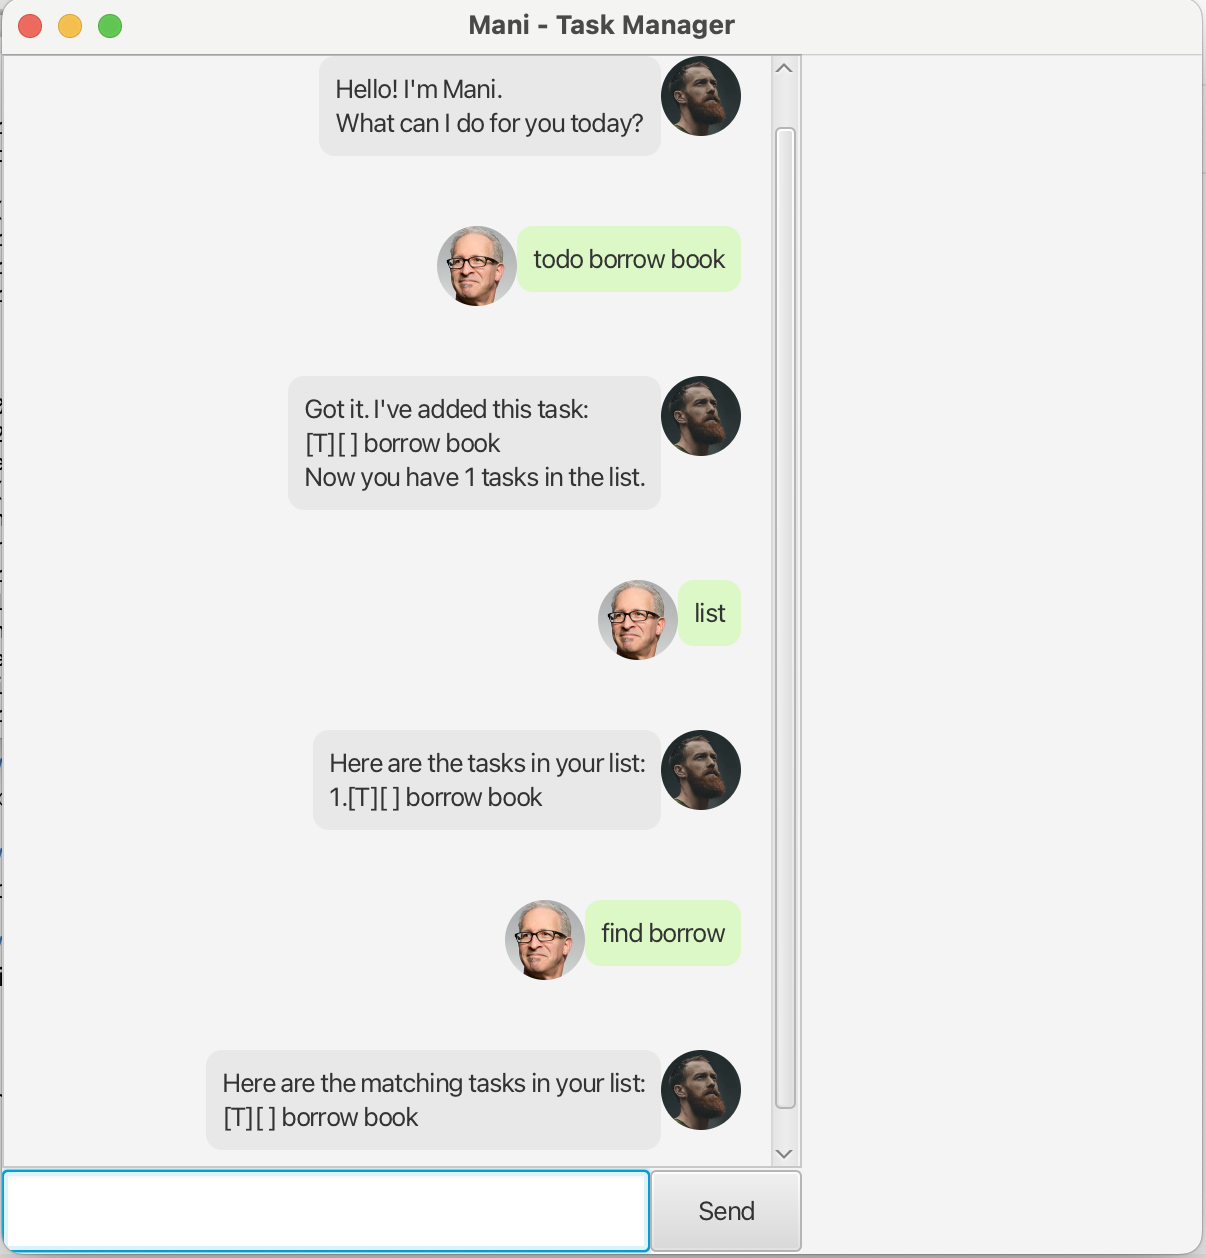 Mani - Task Manager
Hello! I'm Mani.
What can I do for you today?
todo borrow book
Got it. I've added this task:
[T][ ] borrow book
Now you have 1 tasks in the list.
list
Here are the tasks in your list:
1.[T][ ] borrow book
find borrow
Here are the matching tasks in your list:
[T][ ] borrow book
Send